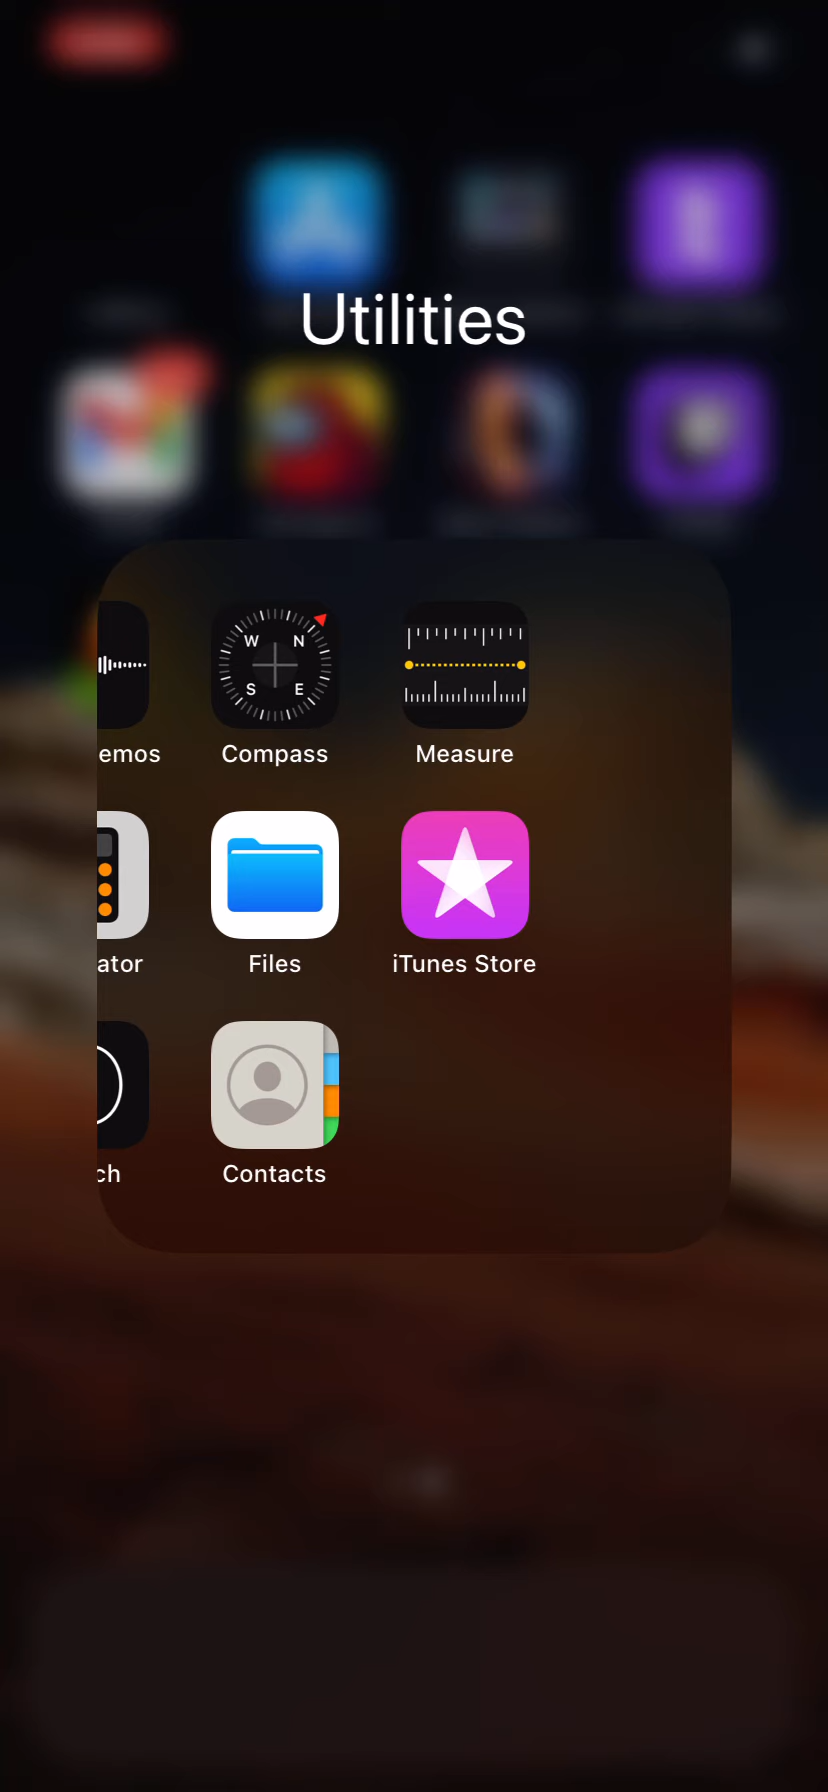 Utilities
W N
S E
emos Compass Measure
ator Files iTunes Store
ch Contacts